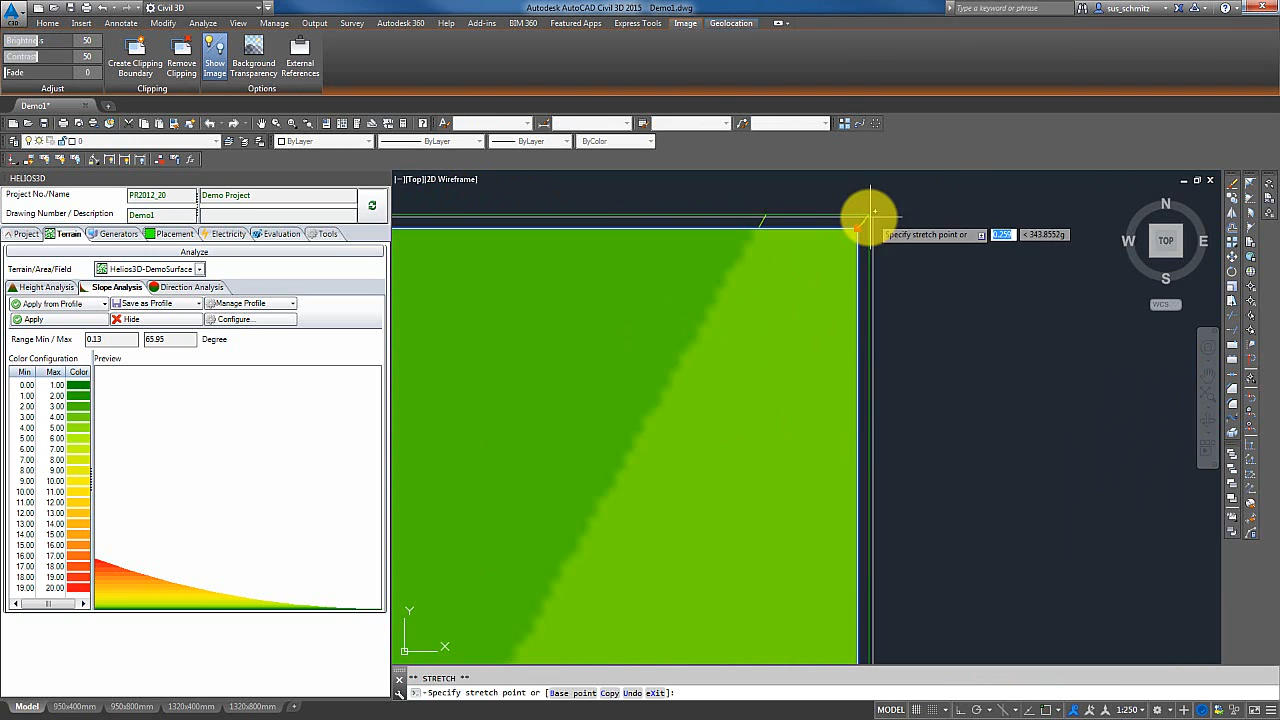 Civil 3D
Autodesk AutoCAD Civil 3D 2015 Demo1.dwg
Type a keyword or phrase
sus_schmitz
C3D
Home Insert Annotate Modify Analyze View Manage Output Survey Autodesk 360 Help Add-ins BIM 360 Featured Apps Express Tools Image Geolocation
Brightness 50
Contrast 50
Fade 0
Create Clipping Boundary
Remove Clipping
Show Image
Background Transparency
External References
Adjust Clipping Options
Demo1*
0 ByLayer ByLayer ByLayer ByColor
HELIOS3D
Project No./Name PR2012_20 Demo Project
Drawing Number / Description Demo1
Project Terrain Generators Placement Electricity Evaluation Tools
Analyze
Terrain/Area/Field Helios3D-DemoSurface
Height Analysis Slope Analysis Direction Analysis
Apply from Profile Save as Profile Manage Profile
Apply Hide Configure...
Range Min / Max 0.13 65.95 Degree
Color Configuration Preview
Min Max Color
0.00 1.00
1.00 2.00
2.00 3.00
3.00 4.00
4.00 5.00
5.00 6.00
6.00 7.00
7.00 8.00
8.00 9.00
9.00 10.00
10.00 11.00
11.00 12.00
12.00 13.00
13.00 14.00
14.00 15.00
15.00 16.00
16.00 17.00
17.00 18.00
18.00 19.00
19.00 20.00
[−][Top][2D Wireframe]
Specify stretch point or 0.259 < 343.8552g
N
W TOP E
S
WCS
Y
X
** STRETCH **
Specify stretch point or [Base point Copy Undo eXit]:
Model 950x400mm 950x800mm 1320x400mm 1320x800mm
MODEL 1:250